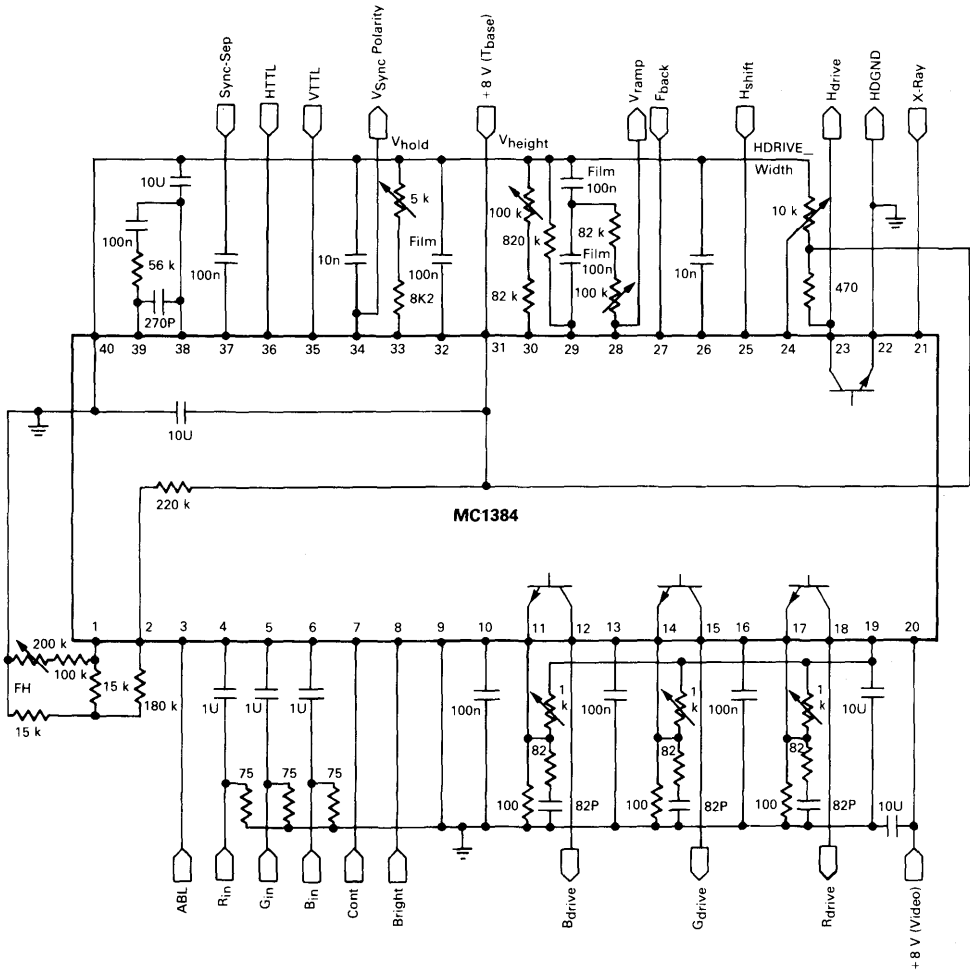 Sync-Sep
HTTL
VTTL
VSync Polarity
+8 V (Tbase)
Vramp
Fback
Hshift
Hdrive
HDGND
X-Ray
Vhold
Vheight
HDRIVE_
Width
10U
100n
56 k
270P
100n
10n
5 k
Film
100n
8K2
100 k
820 k
82 k
Film
100n
Film
100n
82 k
100 k
10n
10 k
470
40 39 38 37 36 35 34 33 32 31 30 29 28 27 26 25 24 23 22 21
10U
220 k
MC1384
1 2 3 4 5 6 7 8 9 10 11 12 13 14 15 16 17 18 19 20
200 k
100 k
FH
15 k
15 k
180 k
1U
1U
1U
75
75
75
100n
1
k
82
100
82P
100n
1
k
82
100
82P
100n
1
k
82
100
82P
10U
10U
ABL
Rin
Gin
Bin
Cont
Bright
Bdrive
Gdrive
Rdrive
+8 V (Video)